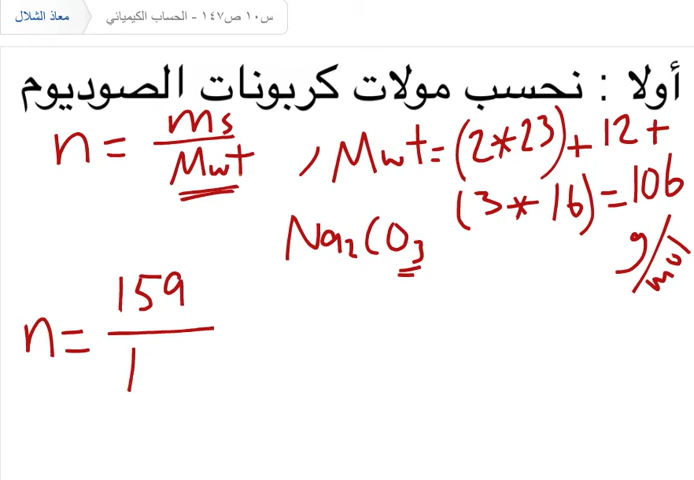 س١٠ ص١٤٧ - الحساب الكيميائي معاذ الشلال
أولا : نحسب مولات كربونات الصوديوم
n = ms / Mwt , Mwt = (2*23) + 12 + (3*16) = 106 g/mol
Na₂CO₃
n = 159 / 1